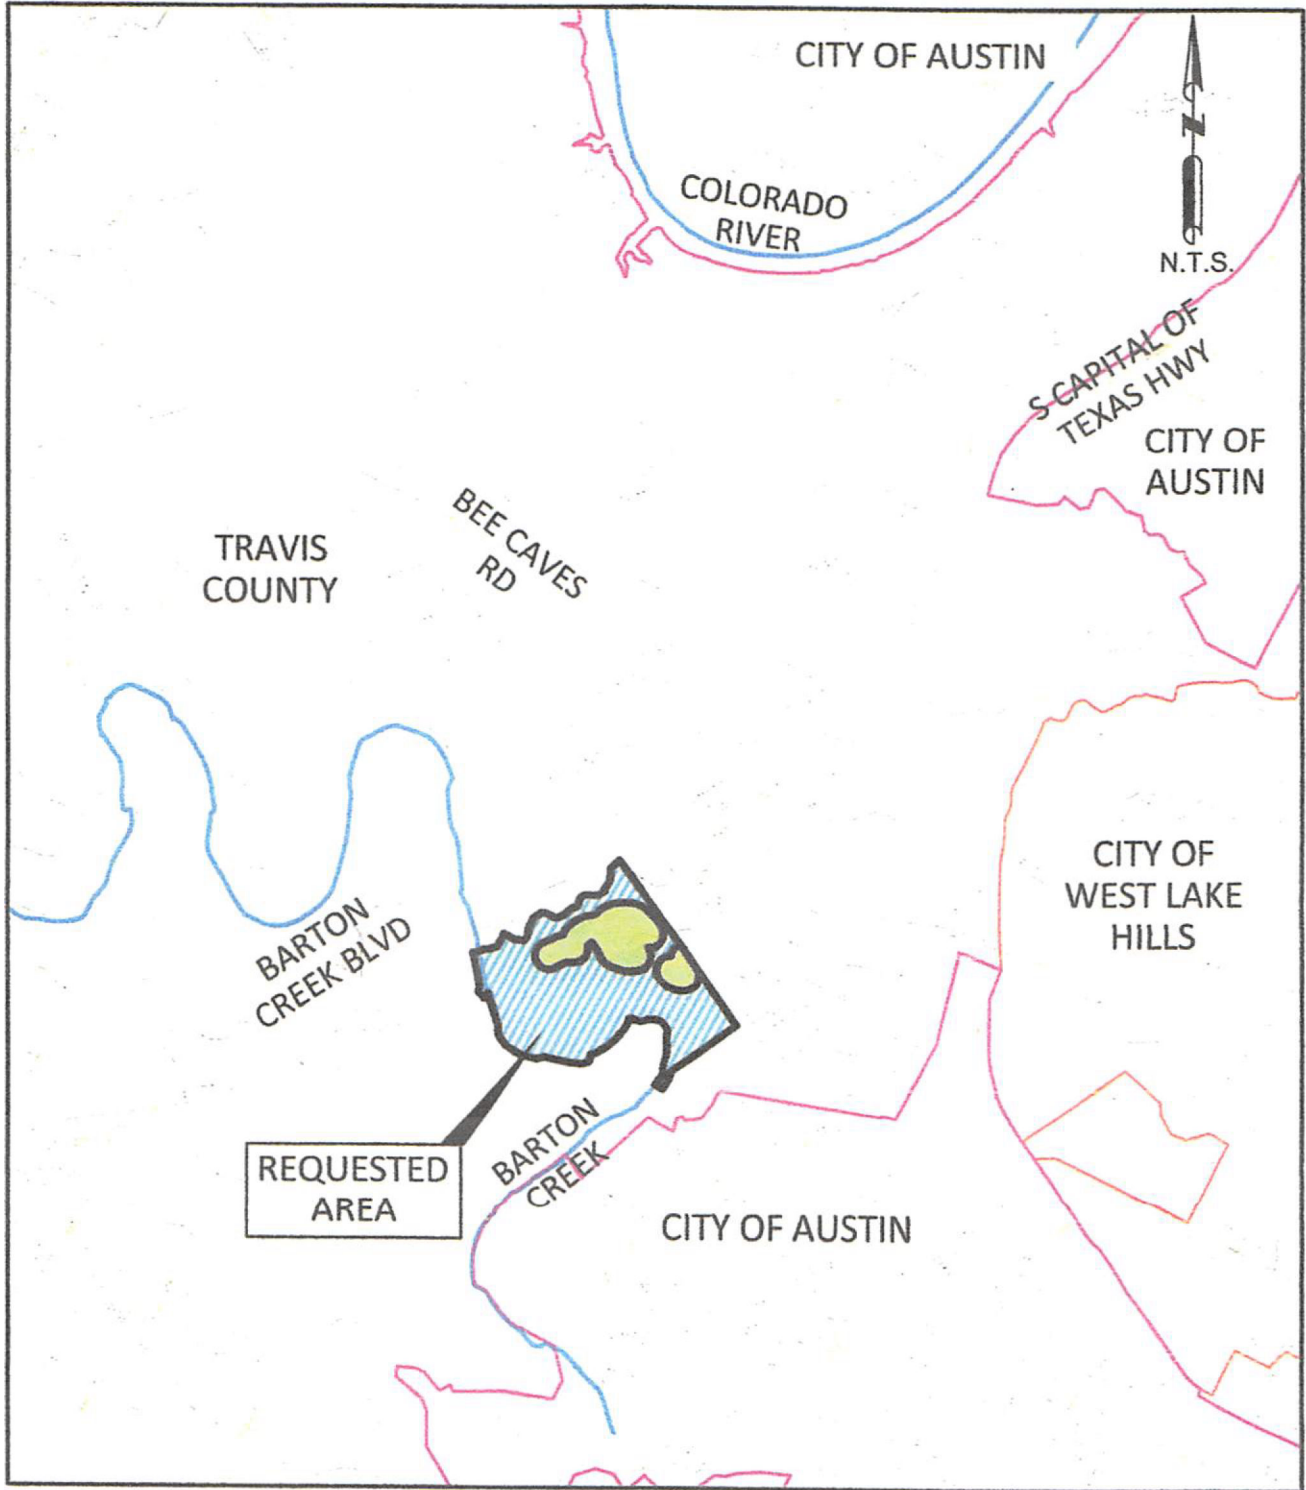 CITY OF AUSTIN
N
N.T.S.
COLORADO
RIVER
S CAPITAL OF
TEXAS HWY
CITY OF
AUSTIN
BEE CAVES
RD
TRAVIS
COUNTY
CITY OF
WEST LAKE
HILLS
BARTON
CREEK BLVD
BARTON
CREEK
REQUESTED
AREA
CITY OF AUSTIN